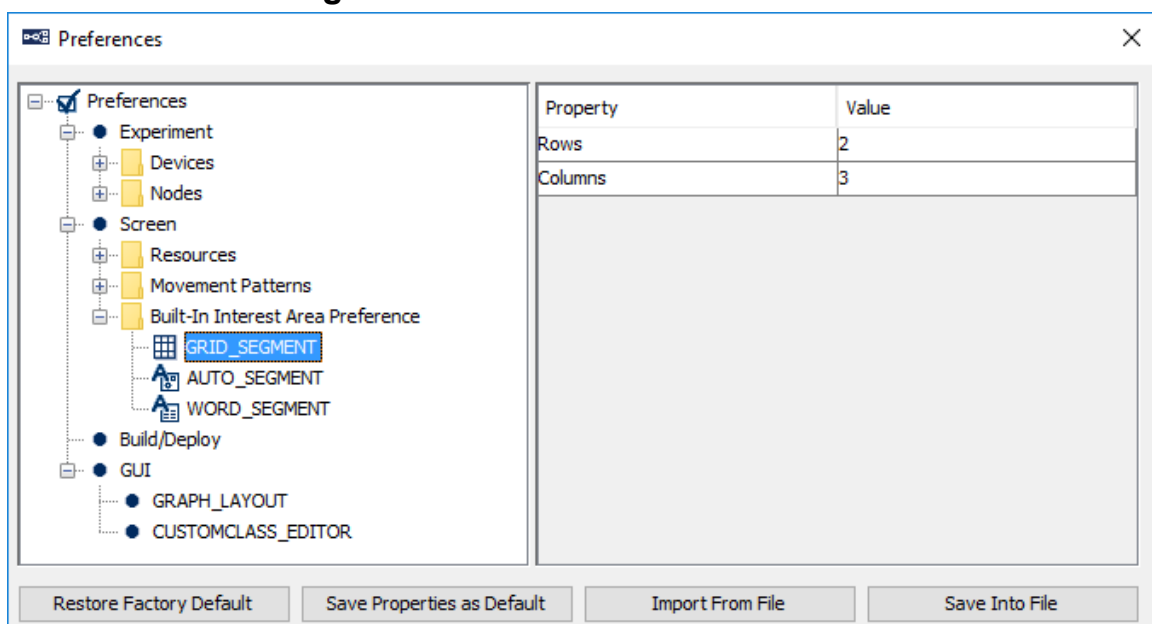 Preferences
Preferences
Experiment
Devices
Nodes
Screen
Resources
Movement Patterns
Built-In Interest Area Preference
GRID_SEGMENT
AUTO_SEGMENT
WORD_SEGMENT
Build/Deploy
GUI
GRAPH_LAYOUT
CUSTOMCLASS_EDITOR
Property Value
Rows 2
Columns 3
Restore Factory Default Save Properties as Default Import From File Save Into File